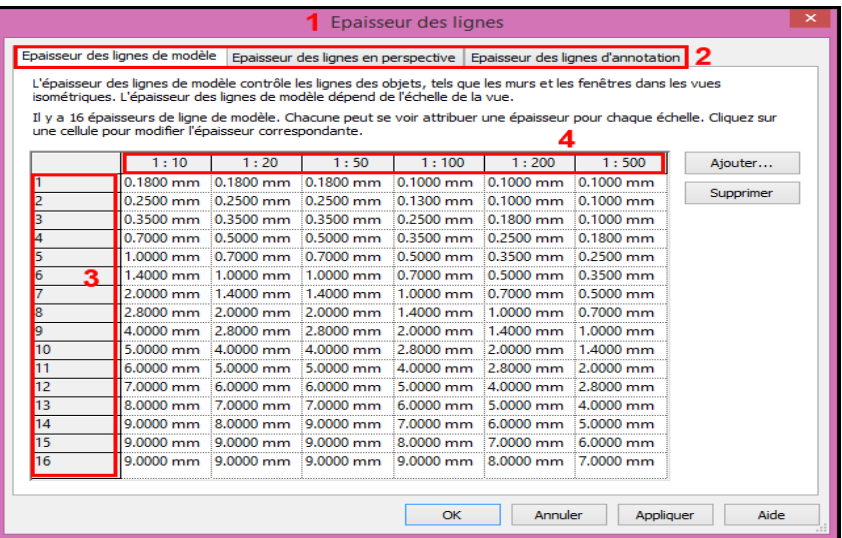 1 Epaisseur des lignes
Epaisseur des lignes de modèle Epaisseur des lignes en perspective Epaisseur des lignes d'annotation 2
L'épaisseur des lignes de modèle contrôle les lignes des objets, tels que les murs et les fenêtres dans les vues
isométriques. L'épaisseur des lignes de modèle dépend de l'échelle de la vue.
Il y a 16 épaisseurs de ligne de modèle. Chacune peut se voir attribuer une épaisseur pour chaque échelle. Cliquez sur
une cellule pour modifier l'épaisseur correspondante.
4
1 : 10 1 : 20 1 : 50 1 : 100 1 : 200 1 : 500 Ajouter...
1 0.1800 mm 0.1800 mm 0.1800 mm 0.1000 mm 0.1000 mm 0.1000 mm
2 0.2500 mm 0.2500 mm 0.2500 mm 0.1300 mm 0.1000 mm 0.1000 mm Supprimer
3 0.3500 mm 0.3500 mm 0.3500 mm 0.2500 mm 0.1800 mm 0.1000 mm
4 0.7000 mm 0.5000 mm 0.5000 mm 0.3500 mm 0.2500 mm 0.1800 mm
5 1.0000 mm 0.7000 mm 0.7000 mm 0.5000 mm 0.3500 mm 0.2500 mm
6 3 1.4000 mm 1.0000 mm 1.0000 mm 0.7000 mm 0.5000 mm 0.3500 mm
7 2.0000 mm 1.4000 mm 1.4000 mm 1.0000 mm 0.7000 mm 0.5000 mm
8 2.8000 mm 2.0000 mm 2.0000 mm 1.4000 mm 1.0000 mm 0.7000 mm
9 4.0000 mm 2.8000 mm 2.8000 mm 2.0000 mm 1.4000 mm 1.0000 mm
10 5.0000 mm 4.0000 mm 4.0000 mm 2.8000 mm 2.0000 mm 1.4000 mm
11 6.0000 mm 5.0000 mm 5.0000 mm 4.0000 mm 2.8000 mm 2.0000 mm
12 7.0000 mm 6.0000 mm 6.0000 mm 5.0000 mm 4.0000 mm 2.8000 mm
13 8.0000 mm 7.0000 mm 7.0000 mm 6.0000 mm 5.0000 mm 4.0000 mm
14 9.0000 mm 8.0000 mm 9.0000 mm 7.0000 mm 6.0000 mm 5.0000 mm
15 9.0000 mm 9.0000 mm 9.0000 mm 8.0000 mm 7.0000 mm 6.0000 mm
16 9.0000 mm 9.0000 mm 9.0000 mm 9.0000 mm 8.0000 mm 7.0000 mm
OK Annuler Appliquer Aide